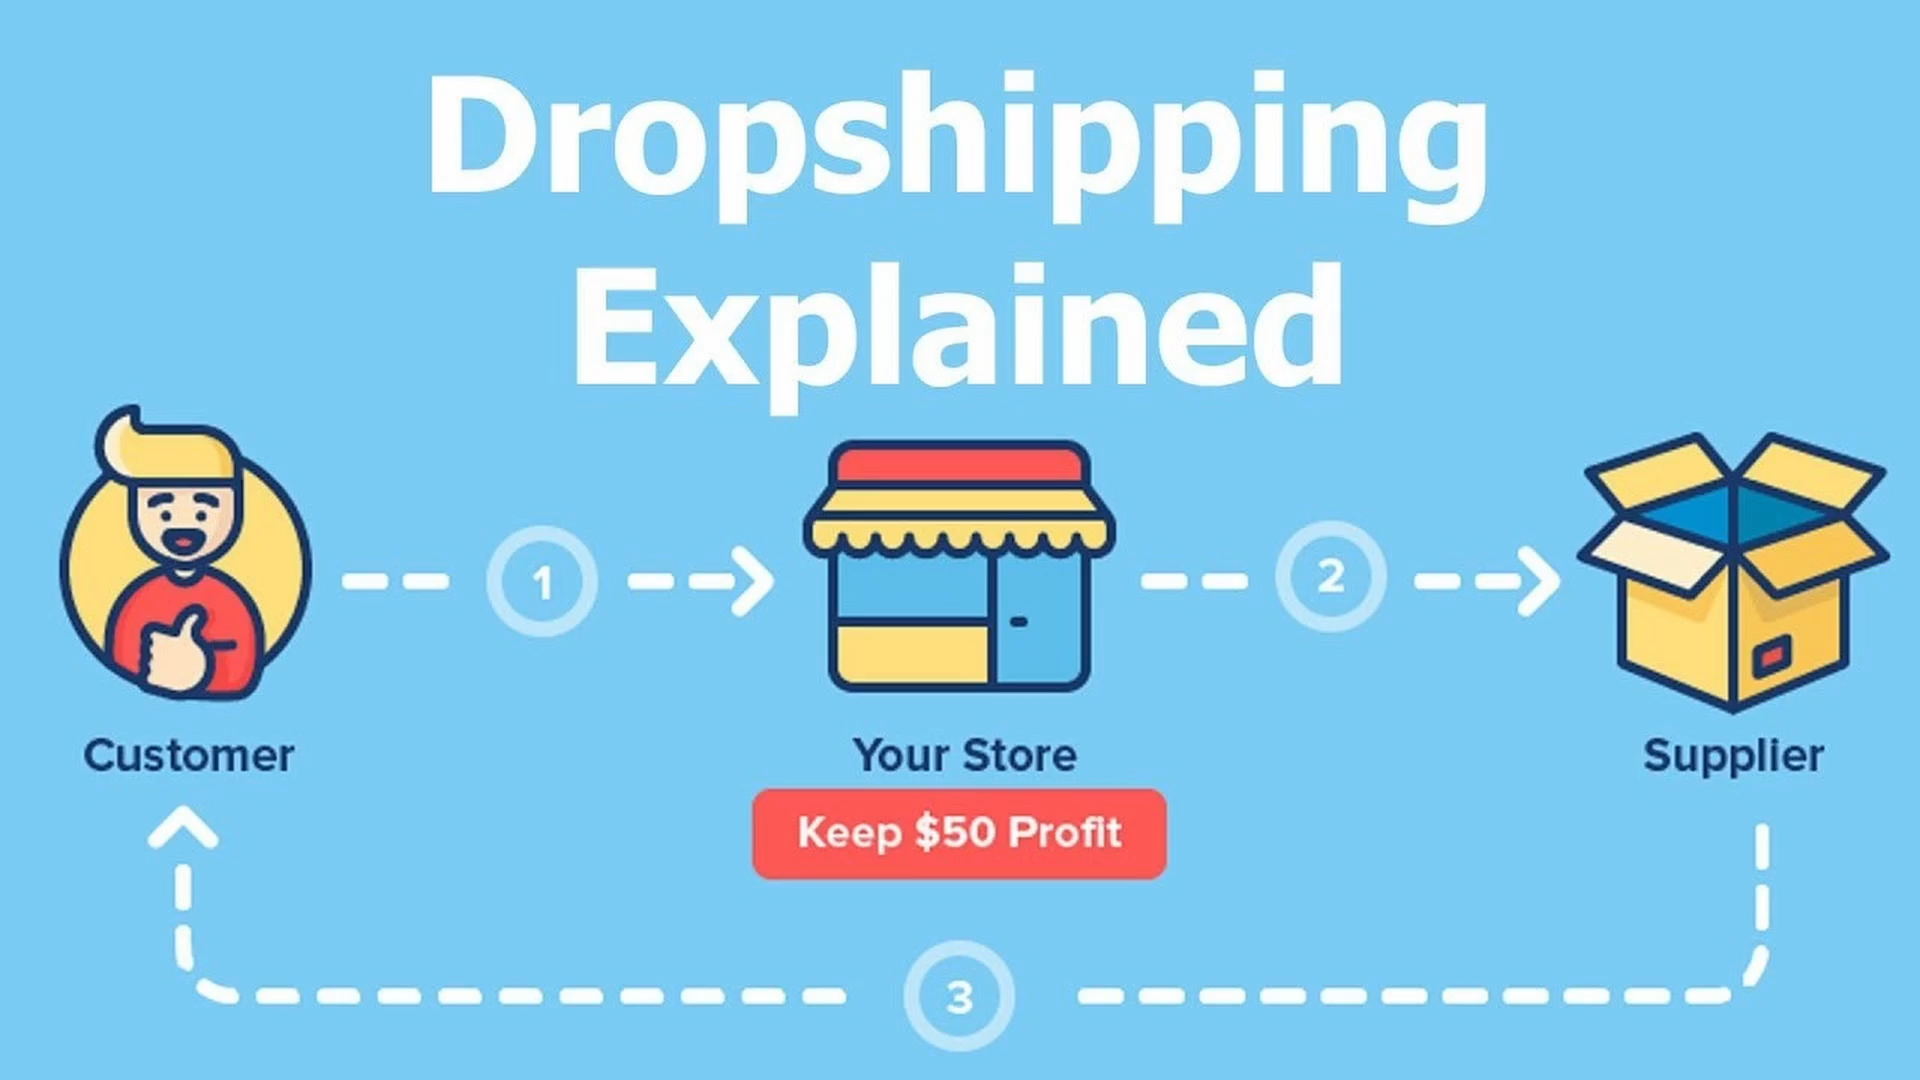 Dropshipping
Explained
1
2
Customer
Your Store
Supplier
Keep $50 Profit
3